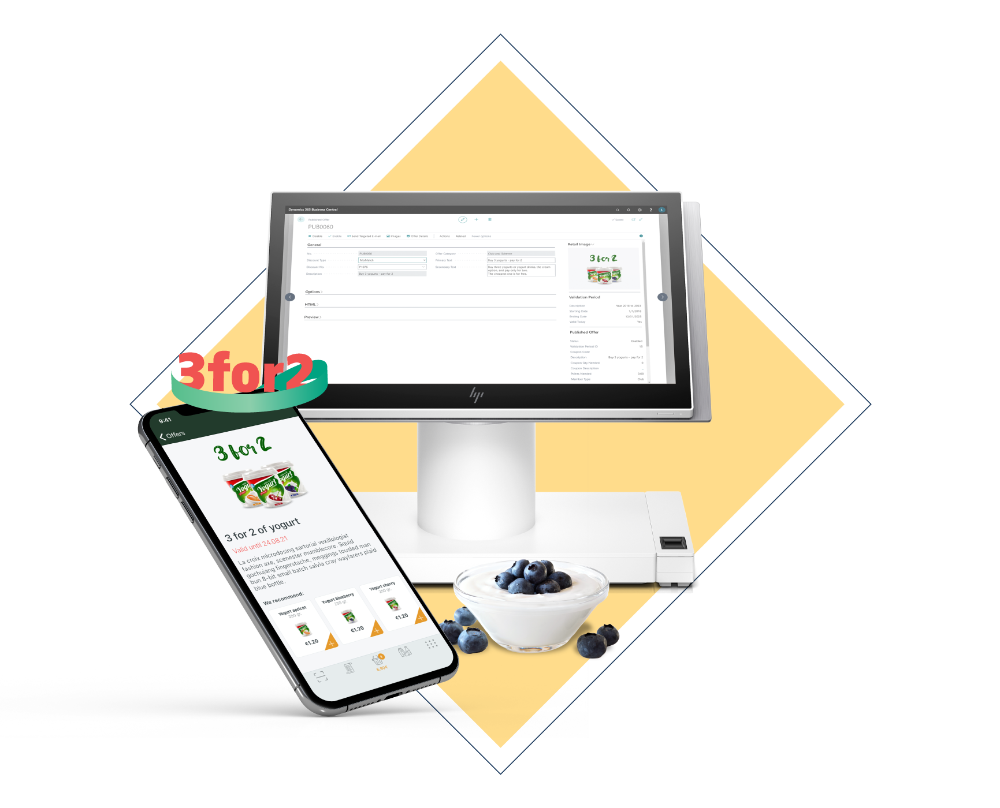 Dynamics 365 Business Central
?
Published Offer
Saved
PUB0060
Disable
Enable
Send Targeted E-mail
Images
Offer Details
Actions
Related
Fewer options
General
No.
PUB0060
Discount Type
MixMatch
Discount No.
P1076
Description
Buy 3 yogurts - pay for 2
Offer Category
Club and Scheme
Primary Text
Buy 3 yogurts - pay for 2
Secondary Text
Buy three yogurts or yogurt drinks, the cream
option, and pay only for two.
The cheapest one is for free.
Options
HTML
Preview
Retail Image
3 for 2
Yogurt
Validation Period
Description Year 2018 to 2023
Starting Date 1/1/2018
Ending Date 12/31/2023
Valid Today Yes
Published Offer
Status Enabled
Validation Period ID 15
Coupon Code
Description Buy 3 yogurts - pay for 2
Coupon Qty Needed 0
Coupon Description
Points Needed 0.00
Member Type Club
hp
3for2
9:41
Offers
3 for 2
Yogurt
Yogurt
Yogurt
3 for 2 of yogurt
Valid until 24.08.21
La croix microdosing sartorial vexillologist
fashion axe, scenester mumblecore. Squid
gochujang fingerstache, meggings tousled man
bun 8-bit small batch salvia cray wayfarers plaid
blue bottle.
We recommend:
Yogurt apricot
250 gr.
€1.20
+
Yogurt blueberry
250 gr.
€1.20
+
Yogurt cherry
250 gr.
€1.20
+
6.90€